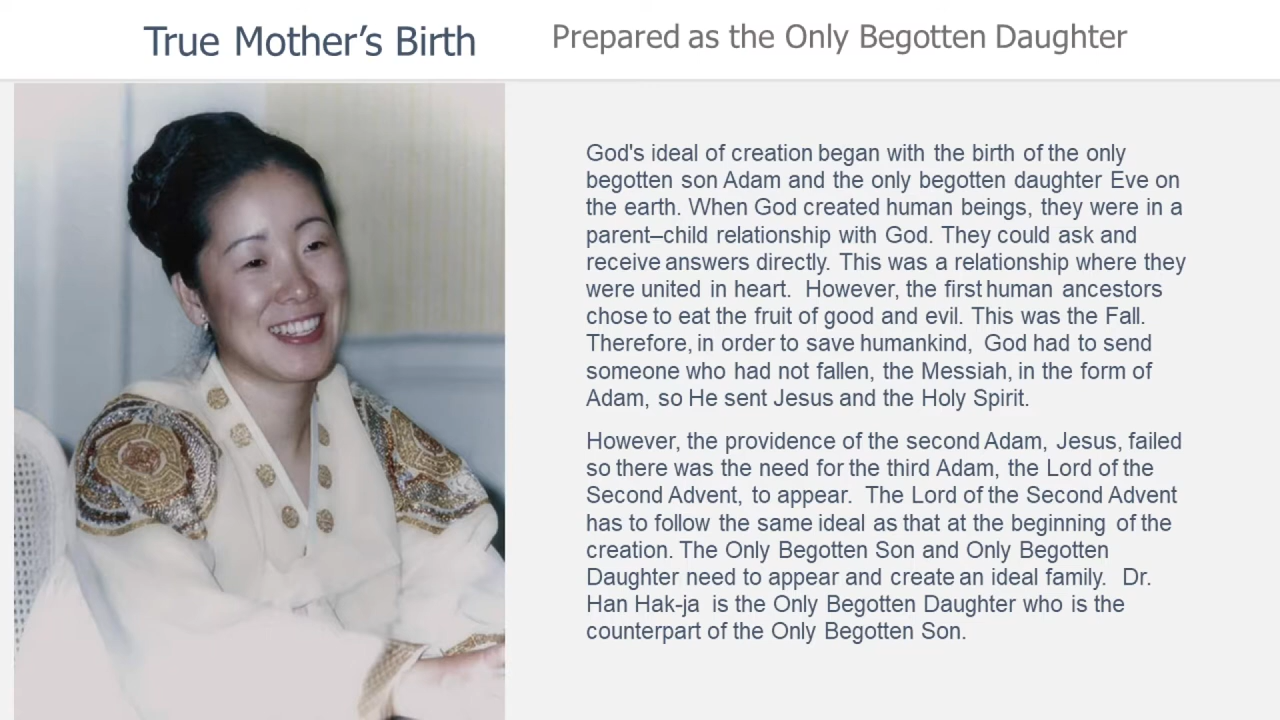 True Mother’s Birth
Prepared as the Only Begotten Daughter
God's ideal of creation began with the birth of the only
begotten son Adam and the only begotten daughter Eve on
the earth. When God created human beings, they were in a
parent–child relationship with God. They could ask and
receive answers directly. This was a relationship where they
were united in heart. However, the first human ancestors
chose to eat the fruit of good and evil. This was the Fall.
Therefore, in order to save humankind, God had to send
someone who had not fallen, the Messiah, in the form of
Adam, so He sent Jesus and the Holy Spirit.
However, the providence of the second Adam, Jesus, failed
so there was the need for the third Adam, the Lord of the
Second Advent, to appear. The Lord of the Second Advent
has to follow the same ideal as that at the beginning of the
creation. The Only Begotten Son and Only Begotten
Daughter need to appear and create an ideal family. Dr.
Han Hak-ja is the Only Begotten Daughter who is the
counterpart of the Only Begotten Son.